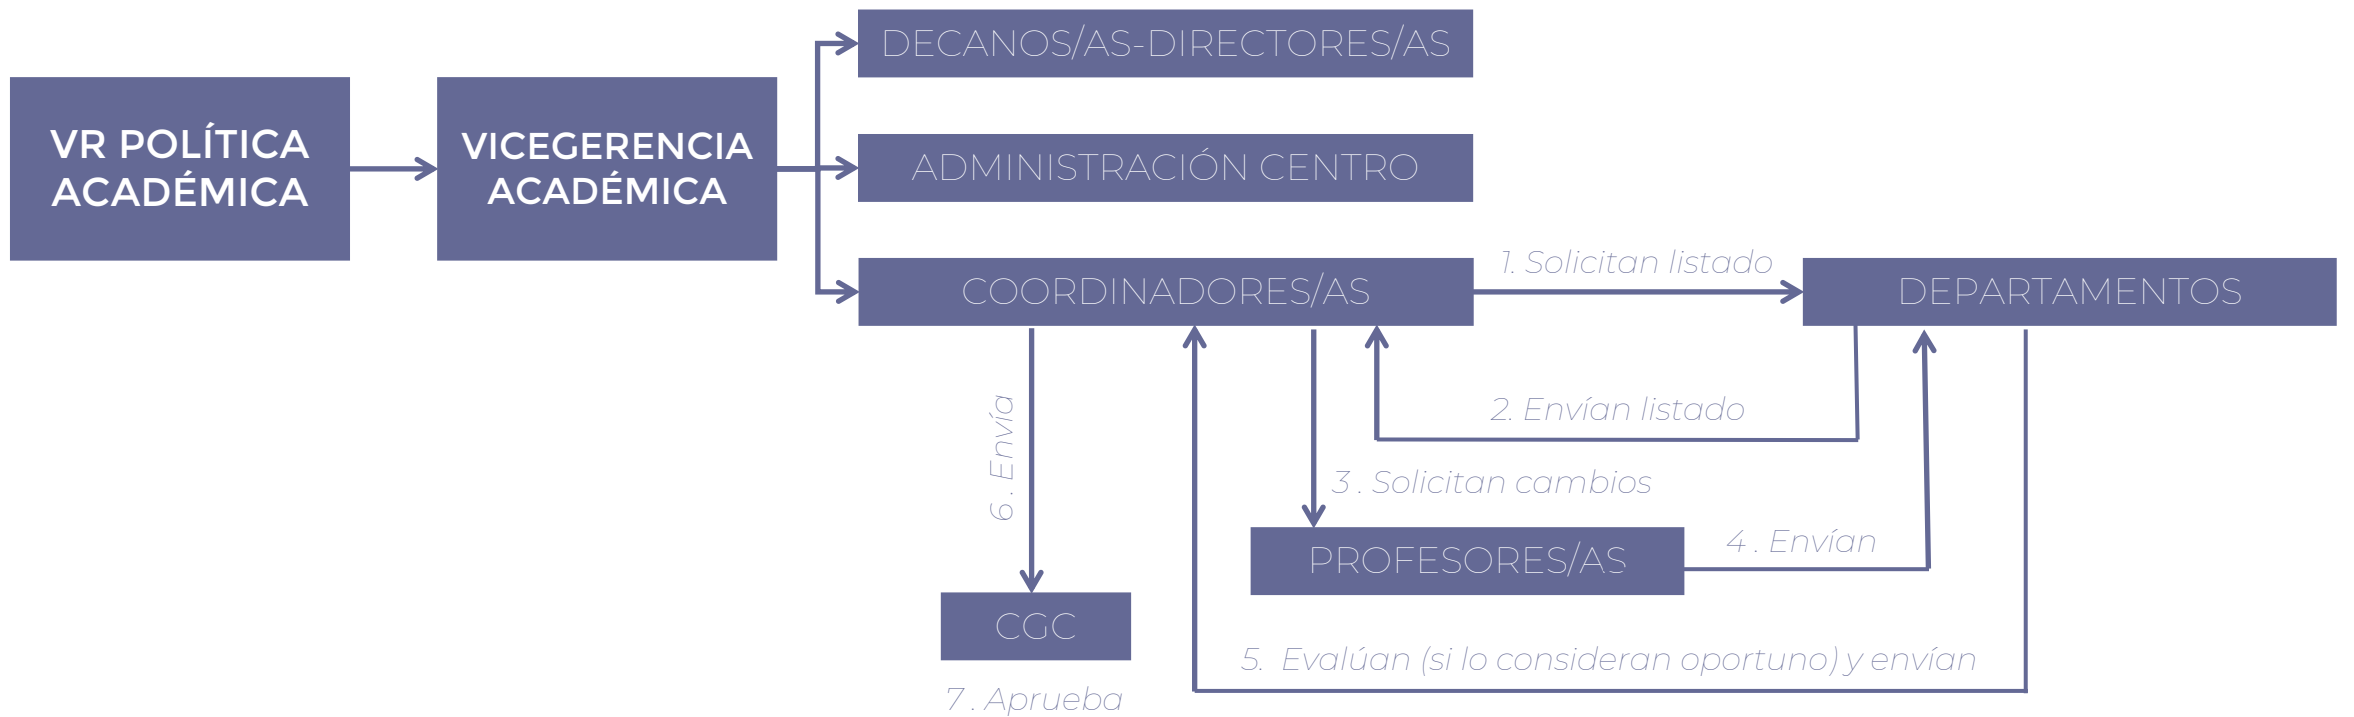 DECANOS/AS-DIRECTORES/AS
VR POLÍTICA
ACADÉMICA
VICEGERENCIA
ACADÉMICA
ADMINISTRACIÓN CENTRO
COORDINADORES/AS
1. Solicitan listado
DEPARTAMENTOS
2. Envían listado
3 . Solicitan cambios
PROFESORES/AS
4 . Envían
5. Evalúan (si lo consideran oportuno) y envían
6 . Envía
CGC
7 . Aprueba